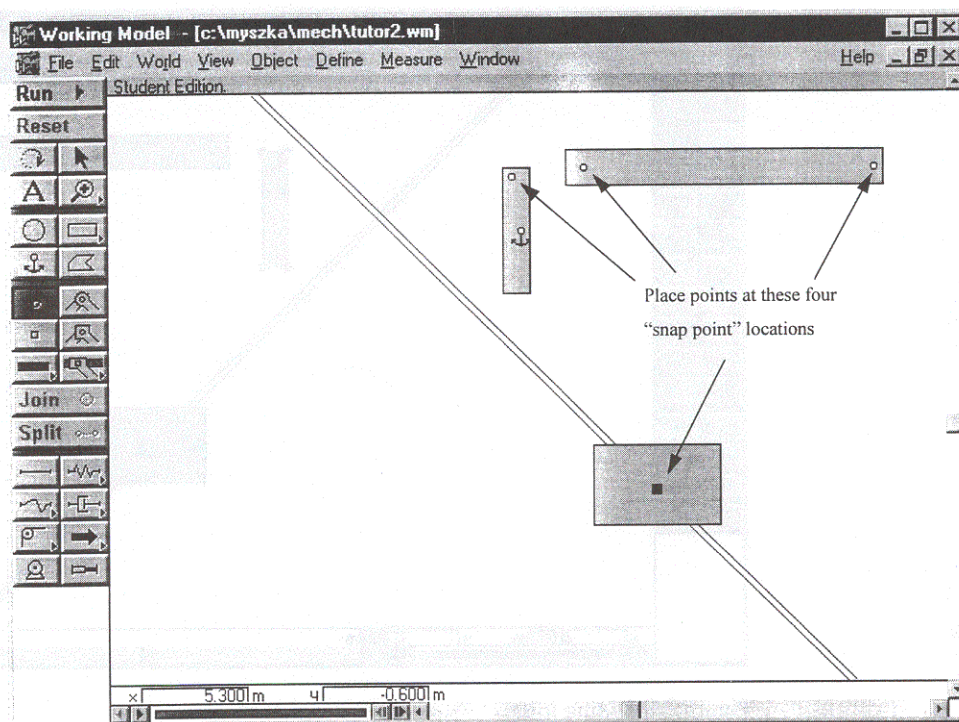 Working Model - [c:\myszka\mech\tutor2.wm]
File Edit World View Object Define Measure Window Help
Run
Student Edition.
Reset
A
Place points at these four
“snap point” locations
Join
Split
x 5.300 m y -0.600 m